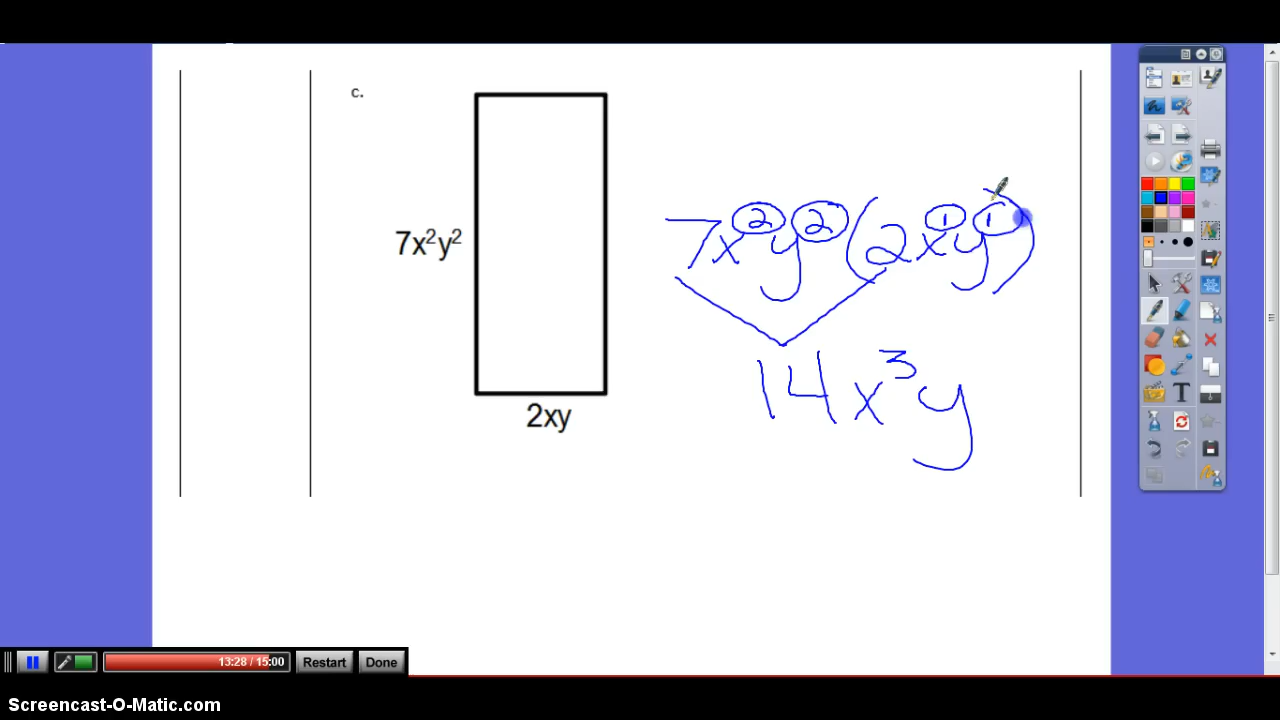 c.
7x²y²
7x²y²(2x¹y¹)
14x³y
2xy
13:28 / 15:00 Restart Done
Screencast-O-Matic.com